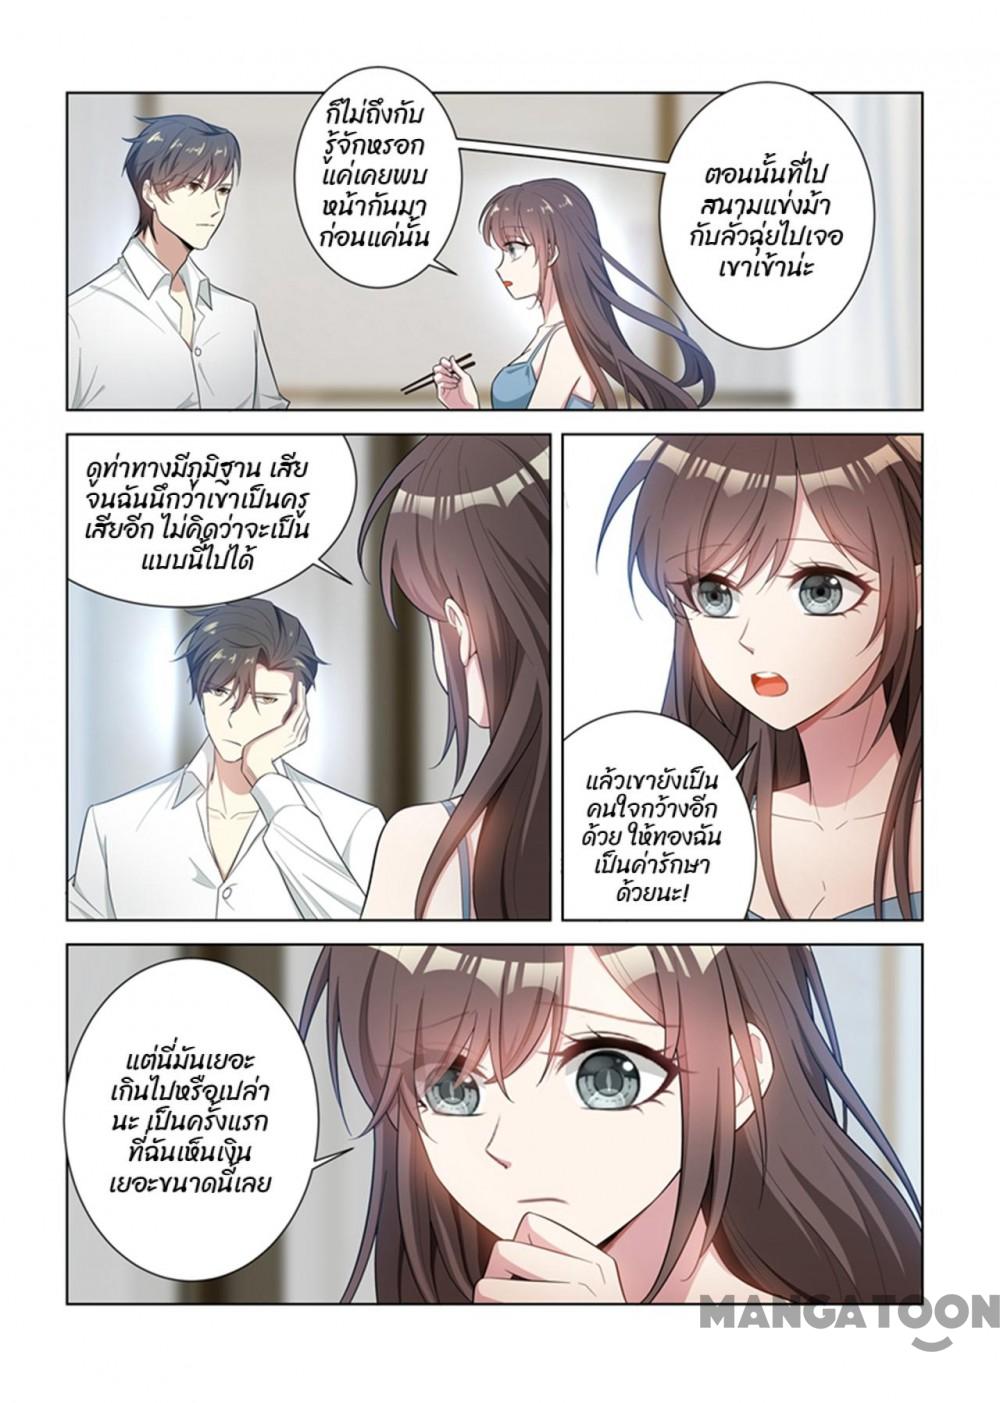 ก็ไม่ถึงกับ
รู้จักหรอก
แค่เคยพบ
หน้ากันมา
ก่อนแค่นั้น
ตอนนั้นที่ไป
สนามแข่งม้า
กับลั่วฉุ่ยไปเจอ
เขาเข้าน่ะ
ดูท่าทางมีภูมิฐาน เสีย
จนฉันนึกว่าเขาเป็นครู
เสียอีก ไม่คิดว่าจะเป็น
แบบนี้ไปได้
แล้วเขายังเป็น
คนใจกว้างอีก
ด้วย ให้ทองฉัน
เป็นค่ารักษา
ด้วยนะ!
แต่นี่มันเยอะ
เกินไปหรือเปล่า
นะ เป็นครั้งแรก
ที่ฉันเห็นเงิน
เยอะขนาดนี้เลย
MANGATOON